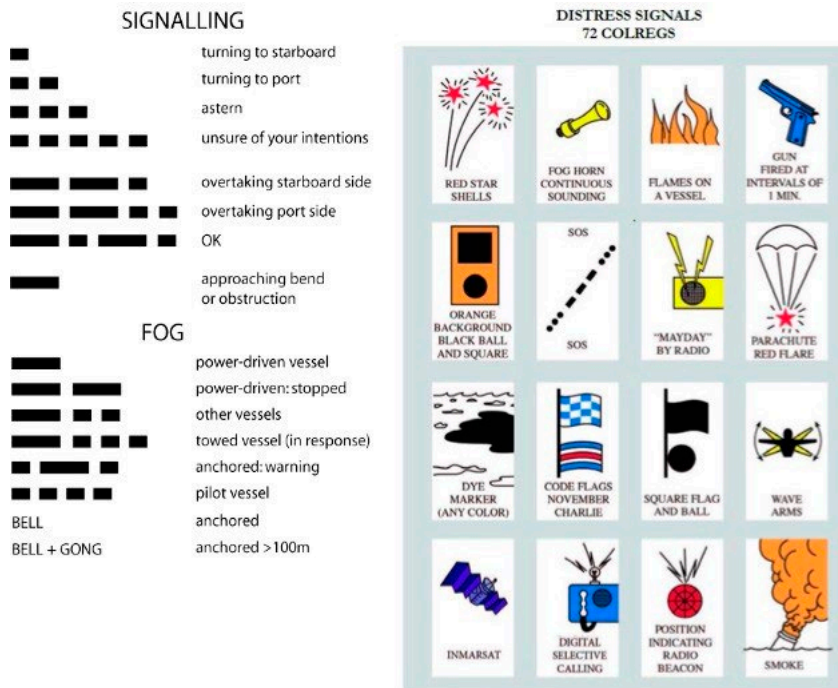 SIGNALLING
turning to starboard
turning to port
astern
unsure of your intentions
overtaking starboard side
overtaking port side
OK
approaching bend
or obstruction
FOG
power-driven vessel
power-driven: stopped
other vessels
towed vessel (in response)
anchored: warning
pilot vessel
BELL
anchored
BELL + GONG
anchored >100m
DISTRESS SIGNALS
72 COLREGS
RED STAR
SHELLS
FOG HORN
CONTINUOUS
SOUNDING
FLAMES ON
A VESSEL
GUN
FIRED AT
INTERVALS OF
1 MIN.
ORANGE
BACKGROUND
BLACK BALL
AND SQUARE
SOS
SOS
“MAYDAY”
BY RADIO
PARACHUTE
RED FLARE
DYE
MARKER
(ANY COLOR)
CODE FLAGS
NOVEMBER
CHARLIE
SQUARE FLAG
AND BALL
WAVE
ARMS
INMARSAT
DIGITAL
SELECTIVE
CALLING
POSITION
INDICATING
RADIO
BEACON
SMOKE